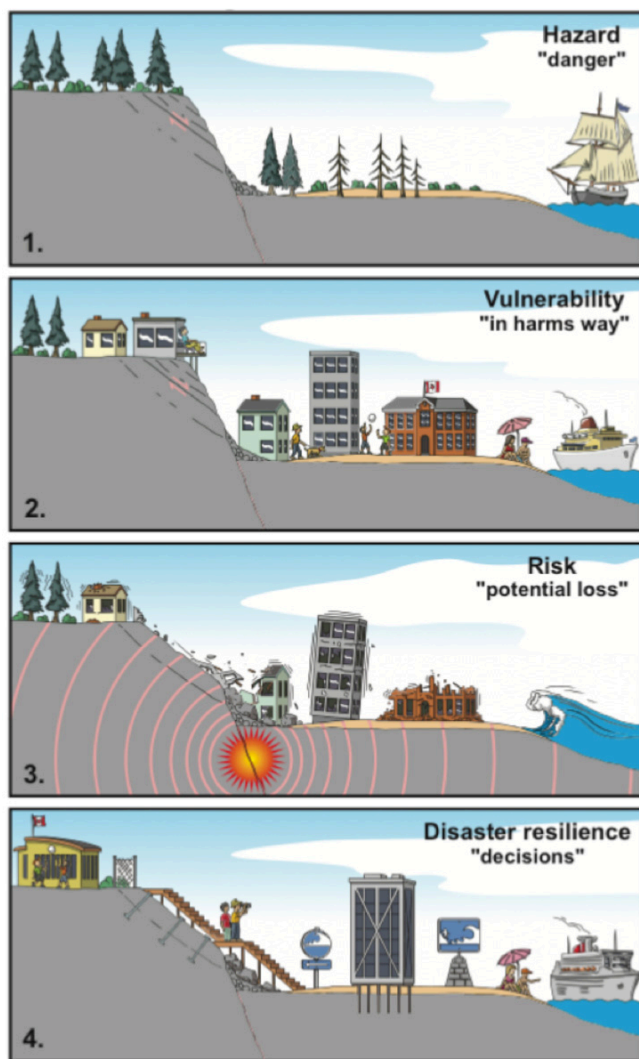 Hazard
"danger"
1.
Vulnerability
"in harms way"
2.
Risk
"potential loss"
3.
Disaster resilience
"decisions"
4.